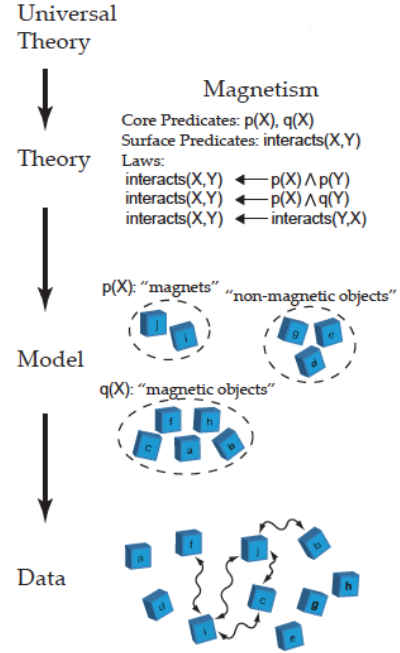 Universal
Theory
Magnetism
Core Predicates: p(X), q(X)
Surface Predicates: interacts(X,Y)
Theory
Laws:
interacts(X,Y) ← p(X) ∧ p(Y)
interacts(X,Y) ← p(X) ∧ q(Y)
interacts(X,Y) ← interacts(Y,X)
p(X): "magnets"
"non-magnetic objects"
j
i
g
e
d
Model
q(X): "magnetic objects"
f
h
c
a
b
Data
a
f
j
b
d
i
c
g
h
e